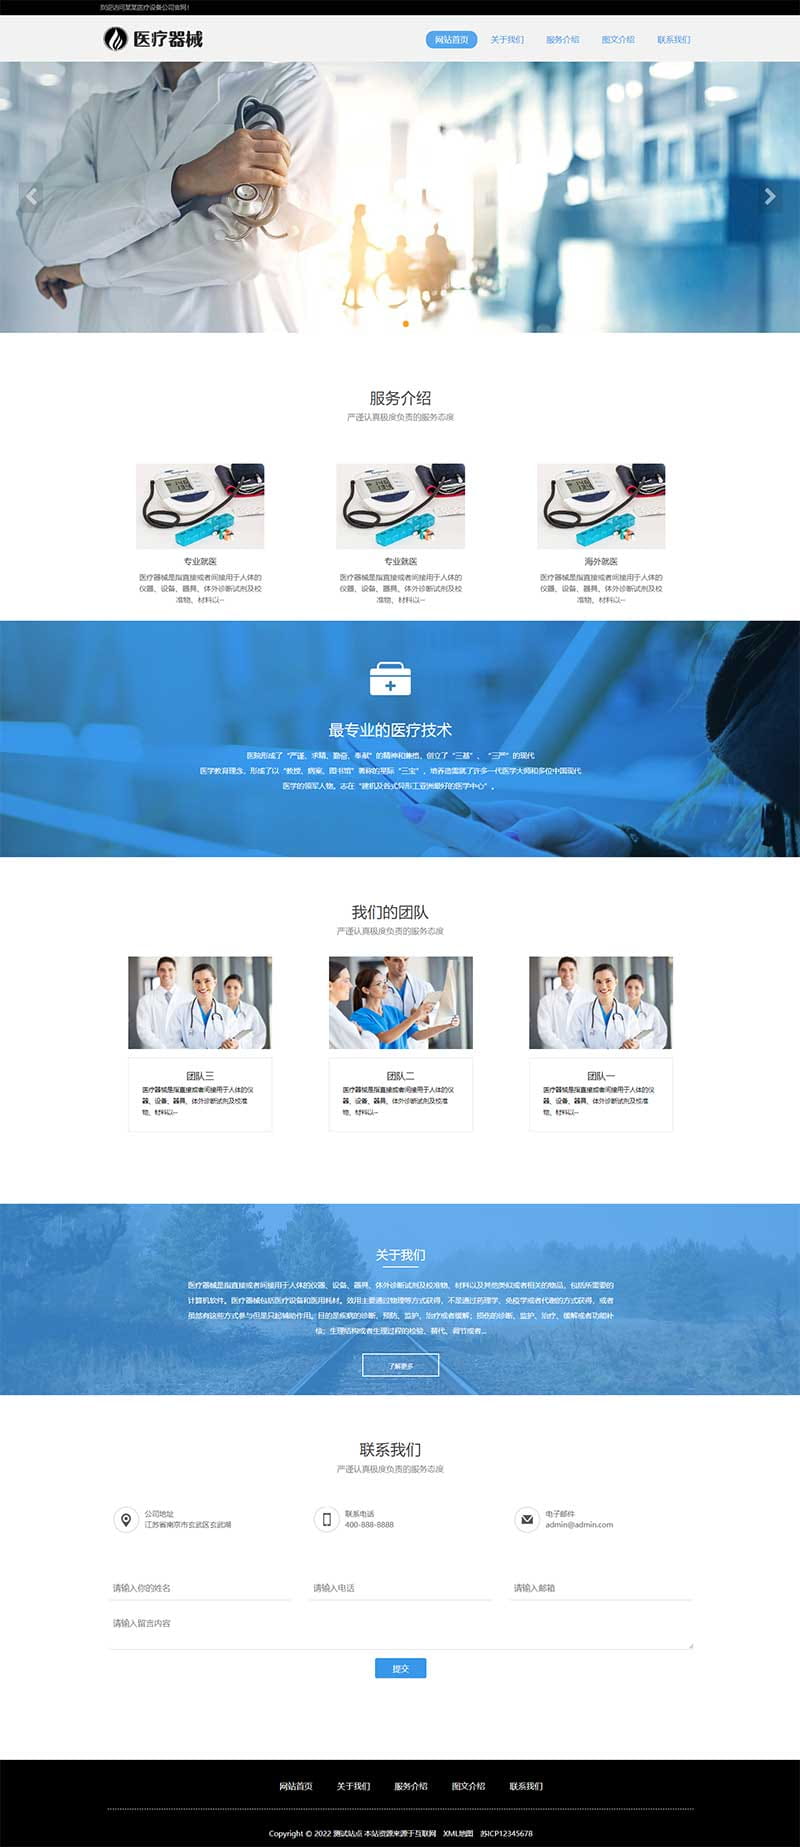 欢迎访问某某医疗设备公司官网！
医疗器械
网站首页
关于我们
服务介绍
图文介绍
联系我们
服务介绍
严谨认真极度负责的服务态度
专业就医
医疗器械是指直接或者间接用于人体的
仪器、设备、器具、体外诊断试剂及校
准物、材料以···
专业就医
医疗器械是指直接或者间接用于人体的
仪器、设备、器具、体外诊断试剂及校
准物、材料以···
海外就医
医疗器械是指直接或者间接用于人体的
仪器、设备、器具、体外诊断试剂及校
准物、材料以···
最专业的医疗技术
医院形成了“严谨、求精、勤奋、奉献”的精神和兼悟、创立了“三基”、“三严”的现代
医学教育理念，形成了以“教授、病案、图书馆”著称的
“三宝”，培养造就了许多一代医学大师和多位中国现代
医学的领军人物。志在
亚洲最好的医学中心”。
我们的团队
严谨认真极度负责的服务态度
团队三
医疗器械是指直接或者间接用于人体的仪
器、设备、器具、体外诊断试剂及校准
物、材料以···
团队二
医疗器械是指直接或者间接用于人体的仪
器、设备、器具、体外诊断试剂及校准
物、材料以···
团队一
医疗器械是指直接或者间接用于人体的仪
器、设备、器具、体外诊断试剂及校准
物、材料以···
关于我们
医疗器械是指直接或者间接用于人体的仪器、设备、器具、体外诊断试剂及校准物、材料以及其他类似或者相关的物品，包括所需要的
计算机软件。医疗器械包括医疗设备和医用耗材。效用主要通过物理等方式获得，不是通过药理学、免疫学或者代谢的方式获得，或者
虽然有这些方式参与但是只起辅助作用。目的是疾病的诊断、预防、监护、治疗或者缓解；损伤的诊断、监护、治疗、缓解或者功能补
偿；生理结构或者生理过程的检验、替代、调节或者...
了解更多
联系我们
严谨认真极度负责的服务态度
公司地址
江苏省南京市玄武区玄武湖
联系电话
400-888-8888
电子邮件
admin@admin.com
请输入你的姓名
请输入电话
请输入邮箱
请输入留言内容
提交
网站首页
关于我们
服务介绍
图文介绍
联系我们
Copyright © 2022 测试站点 本站资源来源于互联网 XML地图 苏ICP12345678